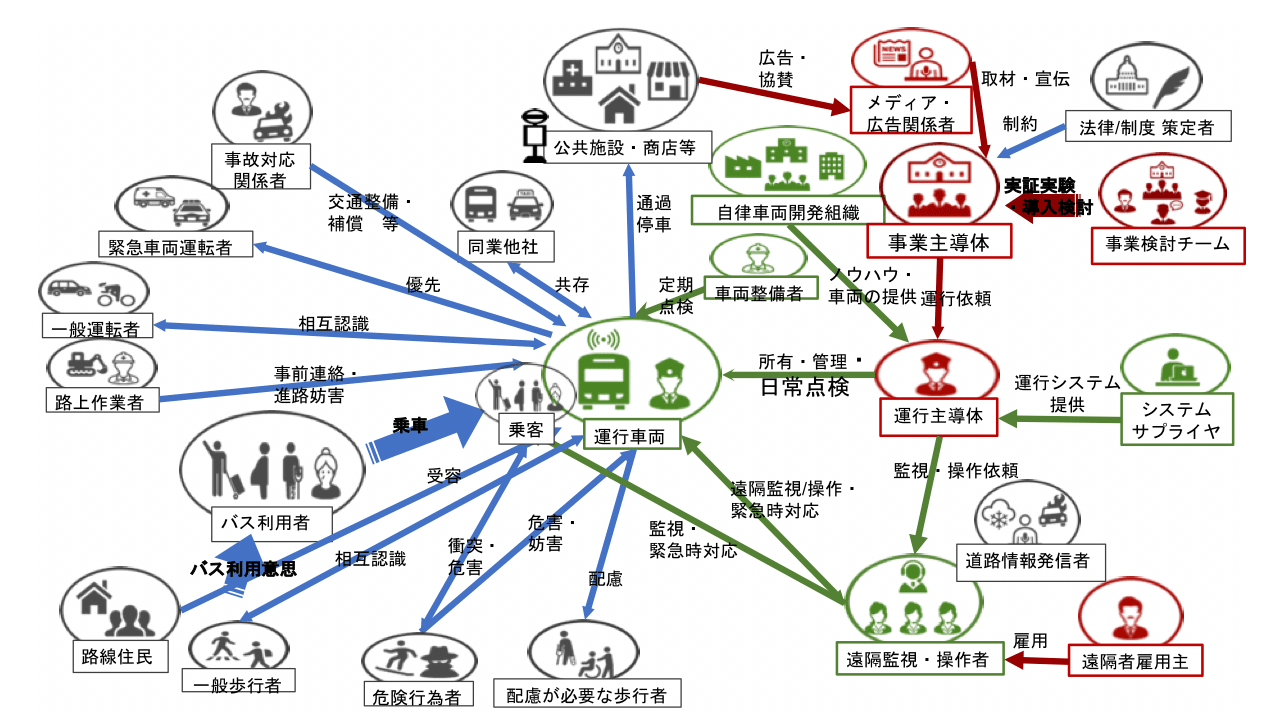 NEWS
広告・
協賛
取材・宣伝
メディア・
広告関係者
制約
法律/制度 策定者
公共施設・商店等
事故対応
関係者
TAXI
同業他社
交通整備・
補償　等
通過
停車
自律車両開発組織
実証実験
・導入検討
事業主導体
事業検討チーム
緊急車両運転者
優先
共存
定期
点検
車両整備者
ノウハウ・
車両の提供
運行依頼
一般運転者
相互認識
事前連絡・
進路妨害
路上作業者
所有・管理・
日常点検
運行システム
提供
運行主導体
システム
サプライヤ
乗車
乗客
運行車両
受容
バス利用者
監視・操作依頼
遠隔監視/操作・
緊急時対応
監視・
緊急時対応
危害・
妨害
衝突・
危害
相互認識
配慮
道路情報発信者
バス利用意思
路線住民
一般歩行者
危険行為者
配慮が必要な歩行者
遠隔監視・操作者
雇用
遠隔者雇用主